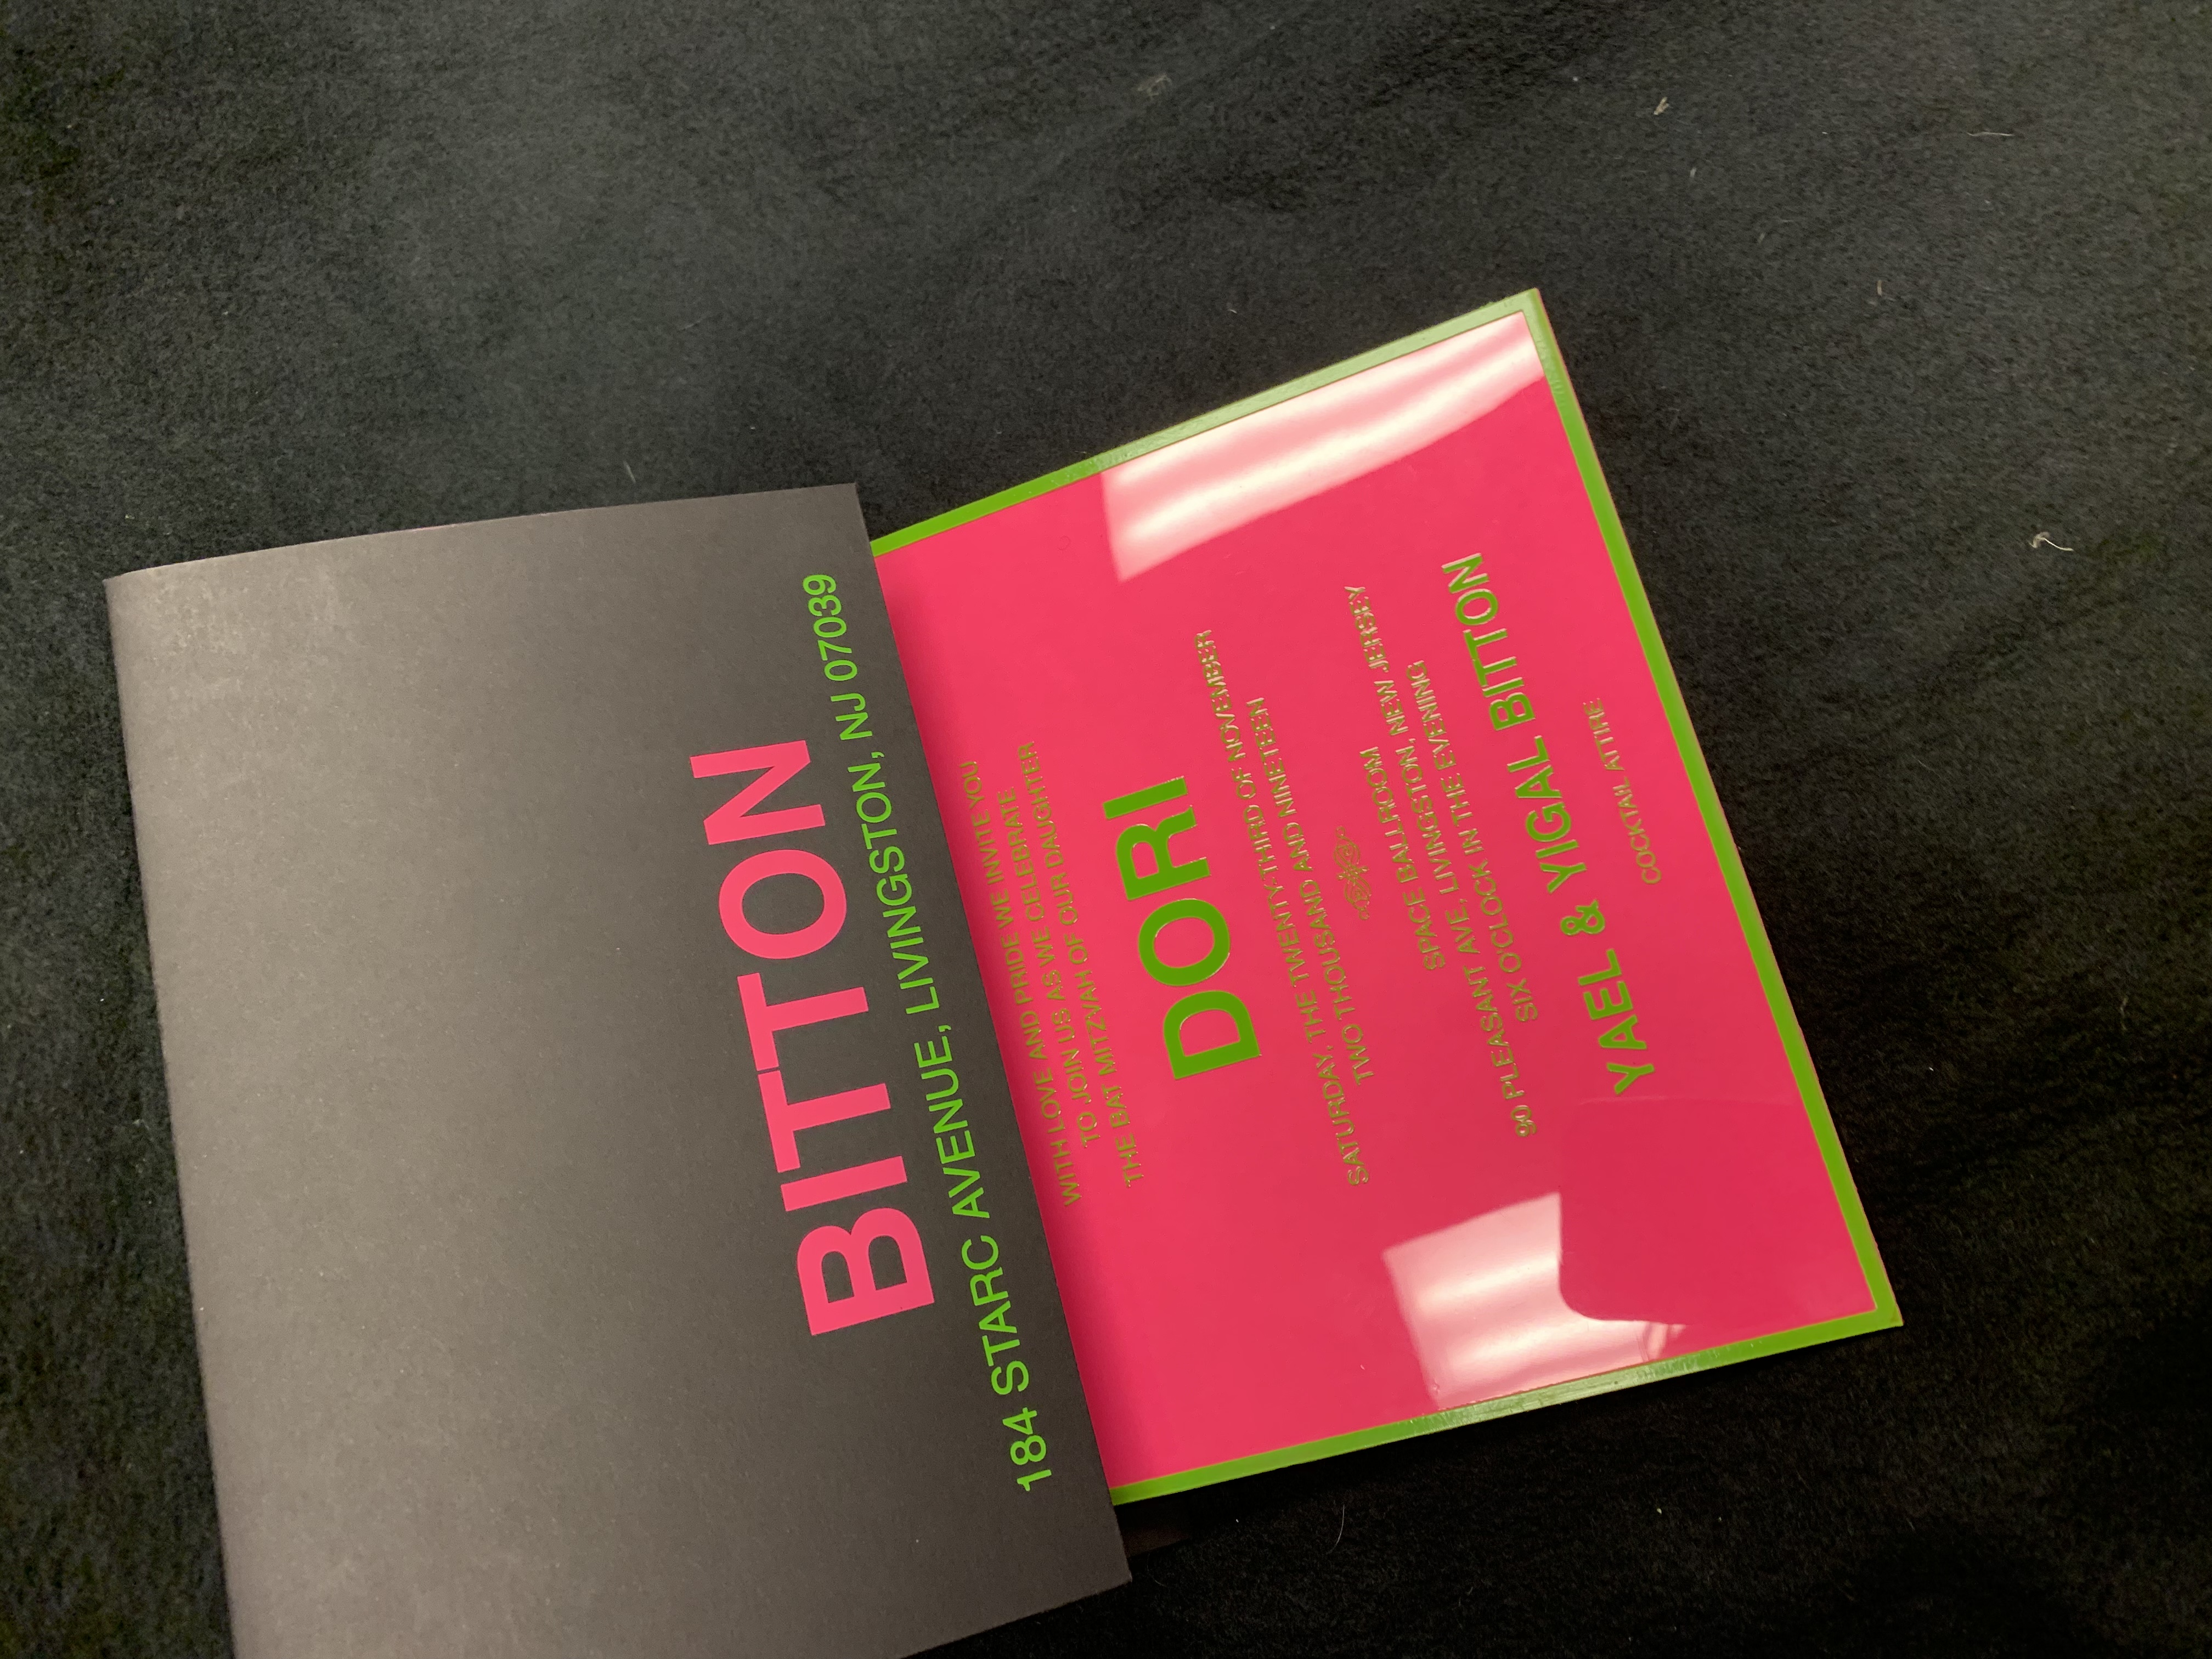 BITTON
184 STARC AVENUE, LIVINGSTON, NJ 07039
WITH LOVE AND PRIDE WE INVITE YOU
TO JOIN US AS WE CELEBRATE
THE BAT MITZVAH OF OUR DAUGHTER
DORI
SATURDAY, THE TWENTY-THIRD OF NOVEMBER
TWO THOUSAND AND NINETEEN
SPACE BALLROOM
90 PLEASANT AVE, LIVINGSTON, NEW JERSEY
SIX O'CLOCK IN THE EVENING
YAEL & YIGAL BITTON
COCKTAIL ATTIRE